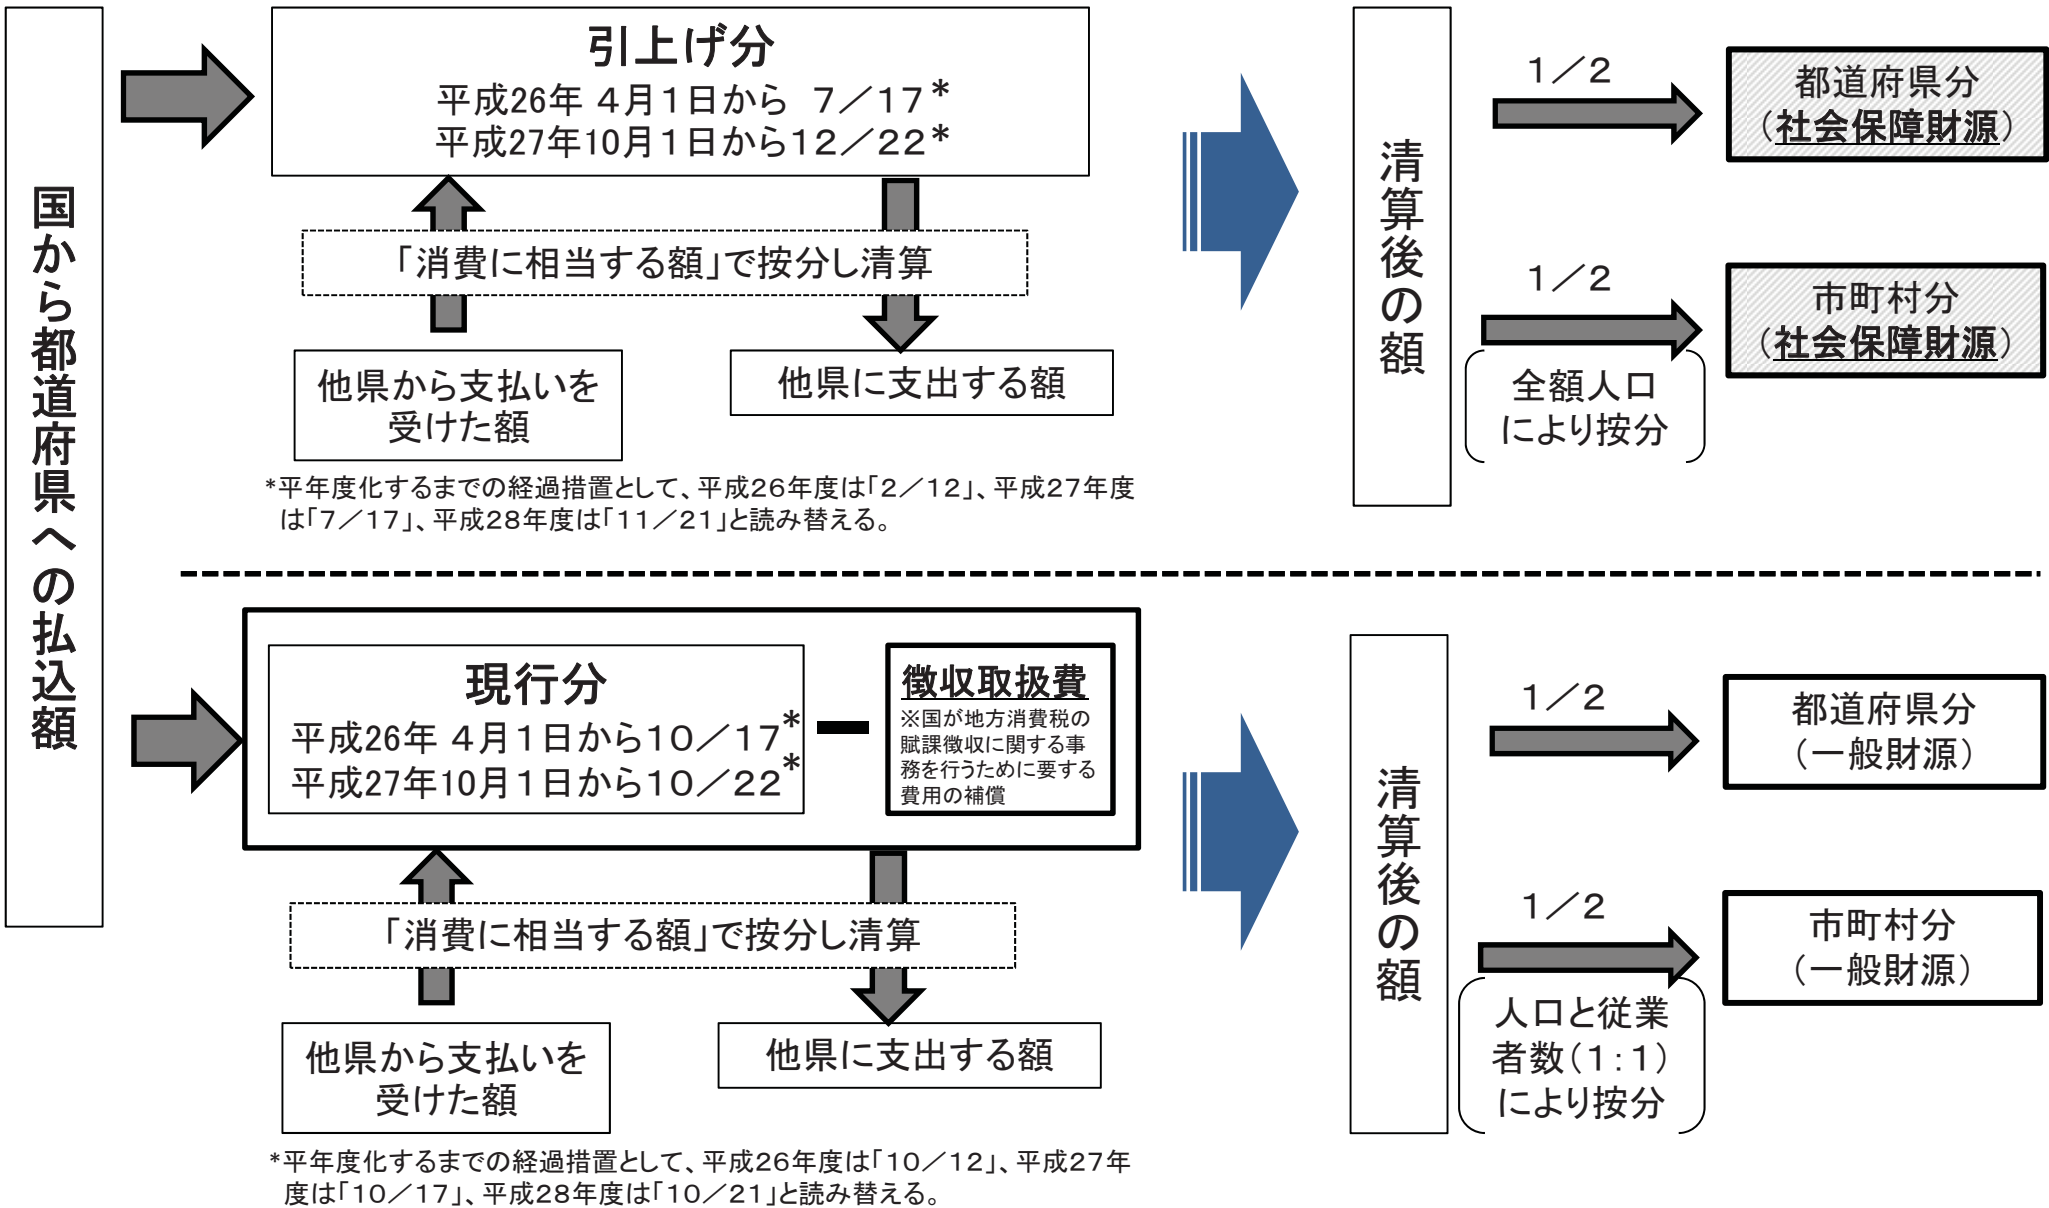 国から都道府県への払込額
引上げ分
平成26年 4月1日から 7／17*
平成27年10月1日から12／22*
「消費に相当する額」で按分し清算
他県から支払いを
受けた額
他県に支出する額
*平年度化するまでの経過措置として、平成26年度は「2／12」、平成27年度
は「7／17」、平成28年度は「11／21」と読み替える。
清算後の額
1／2
都道府県分
（社会保障財源）
1／2
市町村分
（社会保障財源）
全額人口
により按分
現行分
平成26年 4月1日から10／17*
平成27年10月1日から10／22*
徴収取扱費
※国が地方消費税の
賦課徴収に関する事
務を行うために要する
費用の補償
「消費に相当する額」で按分し清算
他県から支払いを
受けた額
他県に支出する額
*平年度化するまでの経過措置として、平成26年度は「10／12」、平成27年
度は「10／17」、平成28年度は「10／21」と読み替える。
清算後の額
1／2
都道府県分
（一般財源）
1／2
市町村分
（一般財源）
人口と従業
者数（1：1）
により按分